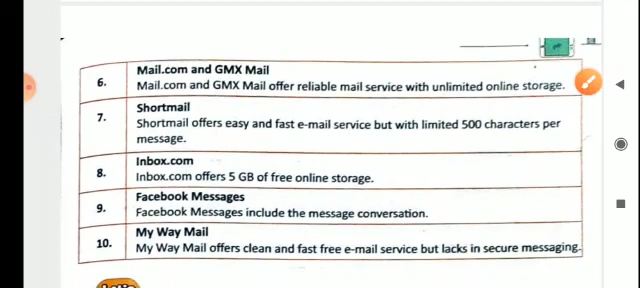 6.
Mail.com and GMX Mail
Mail.com and GMX Mail offer reliable mail service with unlimited online storage.
7.
Shortmail
Shortmail offers easy and fast e-mail service but with limited 500 characters per
message.
8.
Inbox.com
Inbox.com offers 5 GB of free online storage.
9.
Facebook Messages
Facebook Messages include the message conversation.
10.
My Way Mail
My Way Mail offers clean and fast free e-mail service but lacks in secure messaging.